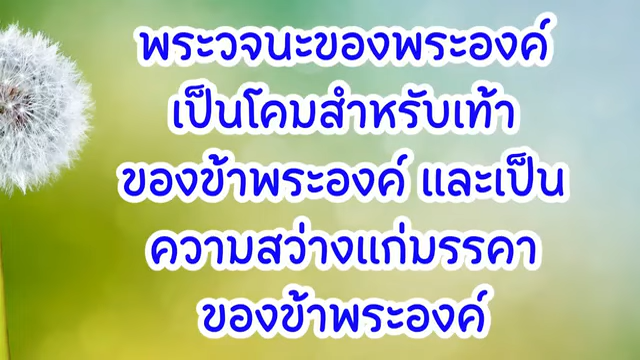 พระวจนะของพระองค์
เป็นโคมสำหรับเท้า
ของข้าพระองค์ และเป็น
ความสว่างแก่มรรคา
ของข้าพระองค์